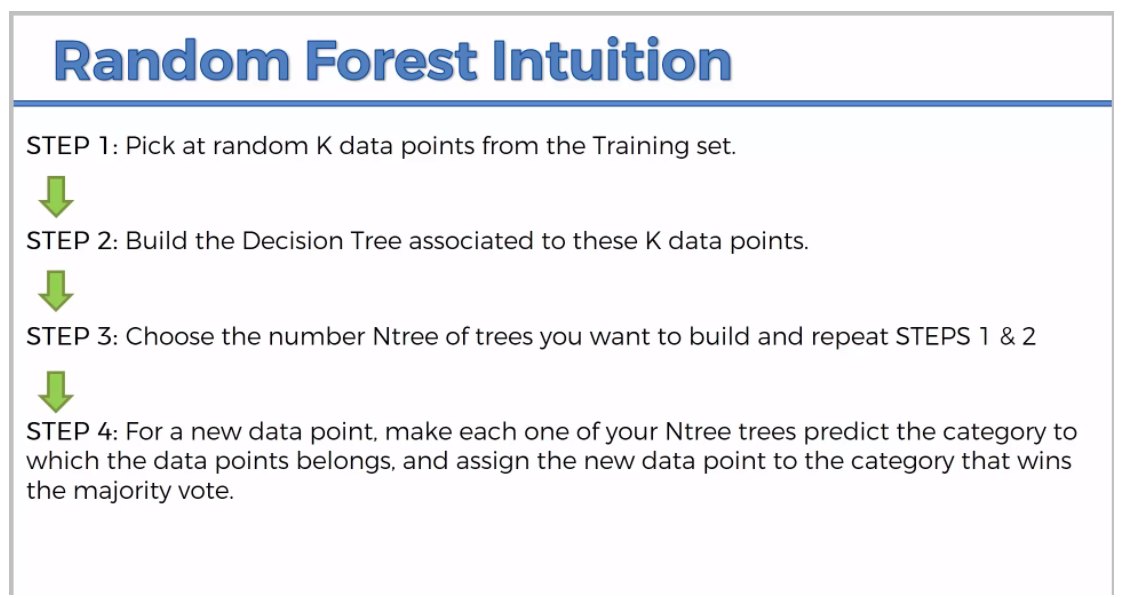 Random Forest Intuition
STEP 1: Pick at random K data points from the Training set.
STEP 2: Build the Decision Tree associated to these K data points.
STEP 3: Choose the number Ntree of trees you want to build and repeat STEPS 1 & 2
STEP 4: For a new data point, make each one of your Ntree trees predict the category to
which the data points belongs, and assign the new data point to the category that wins
the majority vote.